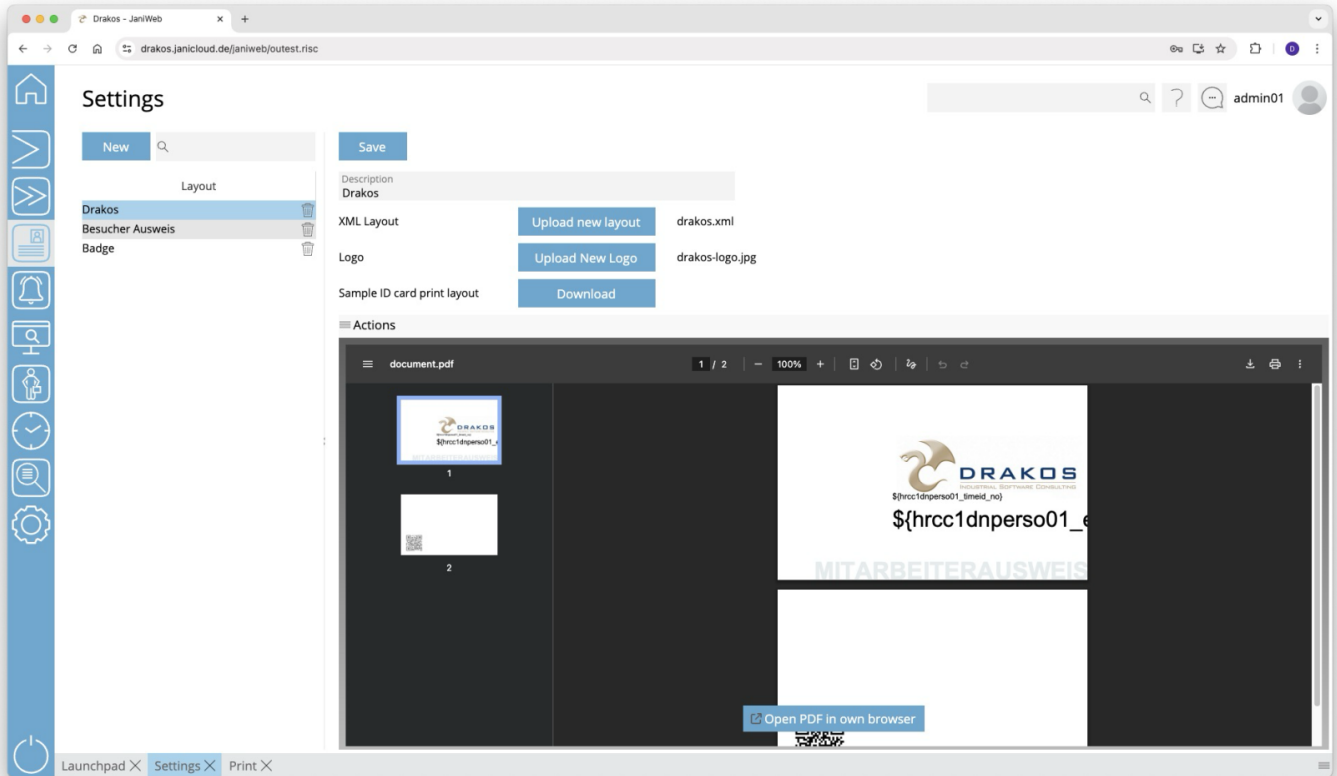 Drakos - JaniWeb
drakos.janicloud.de/janiweb/outest.risc
D
Settings
admin01
New
Save
Layout
Description
Drakos
Drakos
Besucher Ausweis
Badge
XML Layout
Upload new layout
drakos.xml
Logo
Upload New Logo
drakos-logo.jpg
Sample ID card print layout
Download
Actions
document.pdf
1 / 2
100%
DRAKOS
${hrcc1dnperso01_e
MITARBEITERAUSWEIS
1
2
DRAKOS
INDUSTRIAL SOFTWARE CONSULTING
${hrcc1dnperso01_timeid_no}
${hrcc1dnperso01_e
MITARBEITERAUSWEIS
Open PDF in own browser
Launchpad
Settings
Print